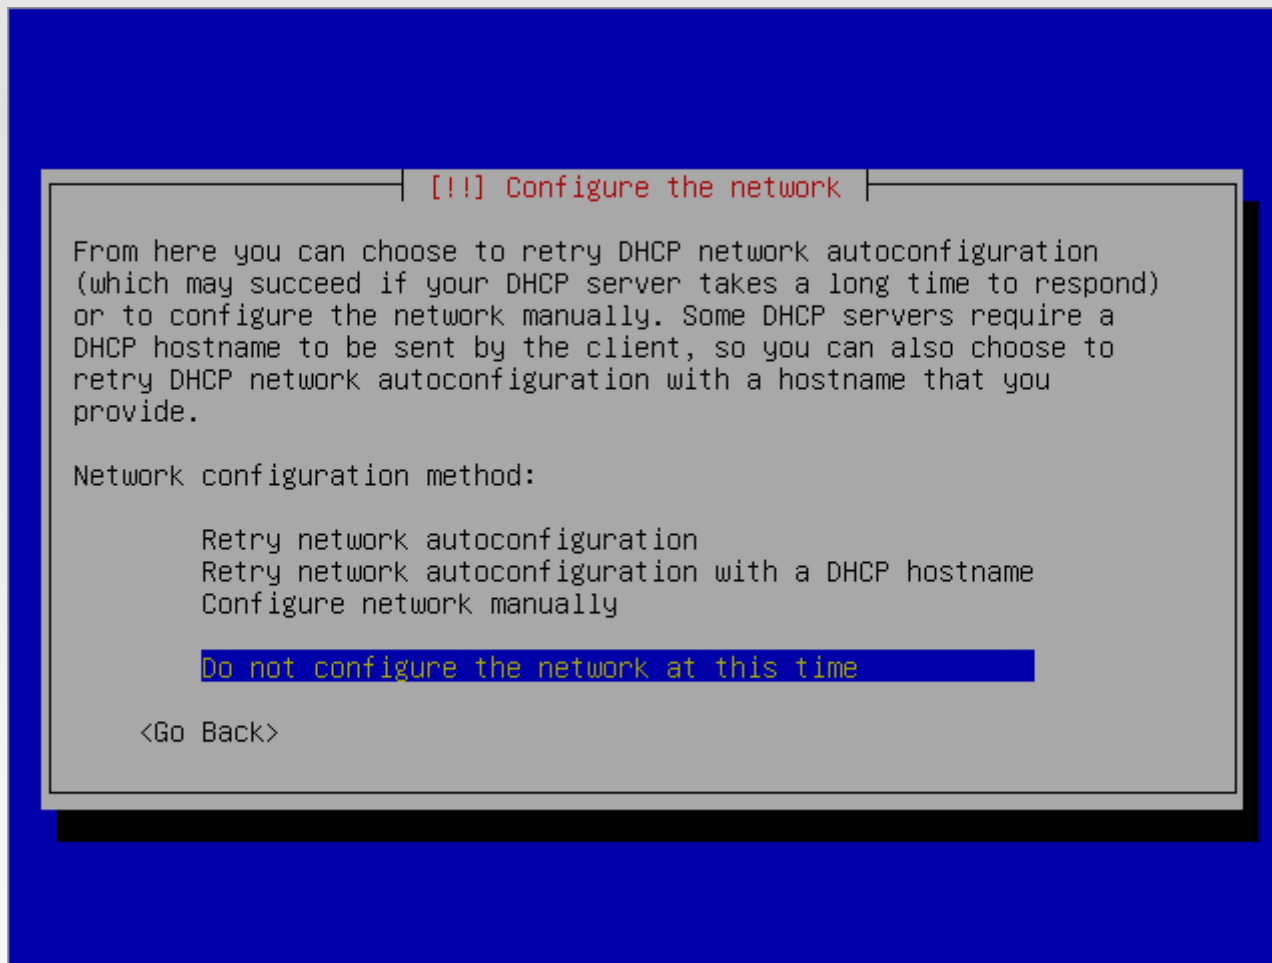 [!!] Configure the network
From here you can choose to retry DHCP network autoconfiguration
(which may succeed if your DHCP server takes a long time to respond)
or to configure the network manually. Some DHCP servers require a
DHCP hostname to be sent by the client, so you can also choose to
retry DHCP network autoconfiguration with a hostname that you
provide.
Network configuration method:
Retry network autoconfiguration
Retry network autoconfiguration with a DHCP hostname
Configure network manually
Do not configure the network at this time
<Go Back>